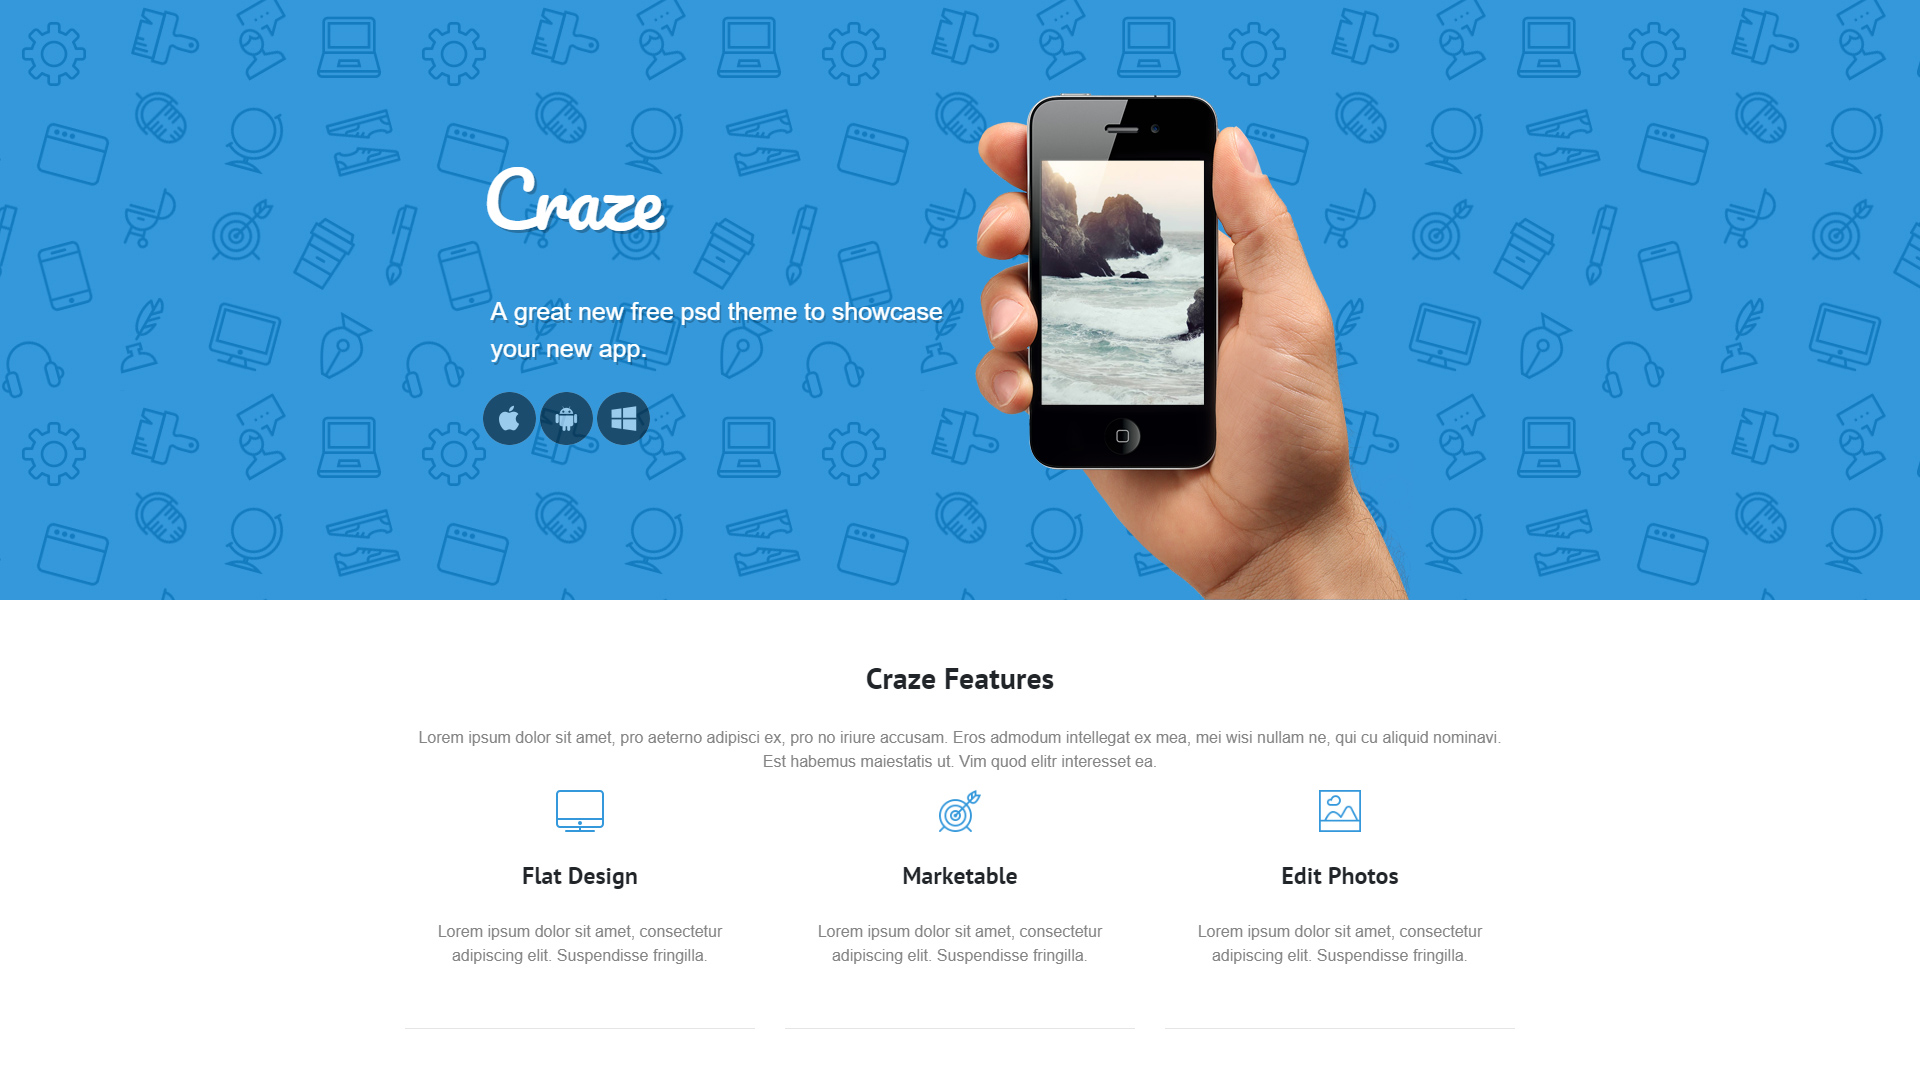 Craze
A great new free psd theme to showcase
your new app.
Craze Features
Lorem ipsum dolor sit amet, pro aeterno adipisci ex, pro no iriure accusam. Eros admodum intellegat ex mea, mei wisi nullam ne, qui cu aliquid nominavi.
Est habemus maiestatis ut. Vim quod elitr interesset ea.
Flat Design
Lorem ipsum dolor sit amet, consectetur
adipiscing elit. Suspendisse fringilla.
Marketable
Lorem ipsum dolor sit amet, consectetur
adipiscing elit. Suspendisse fringilla.
Edit Photos
Lorem ipsum dolor sit amet, consectetur
adipiscing elit. Suspendisse fringilla.